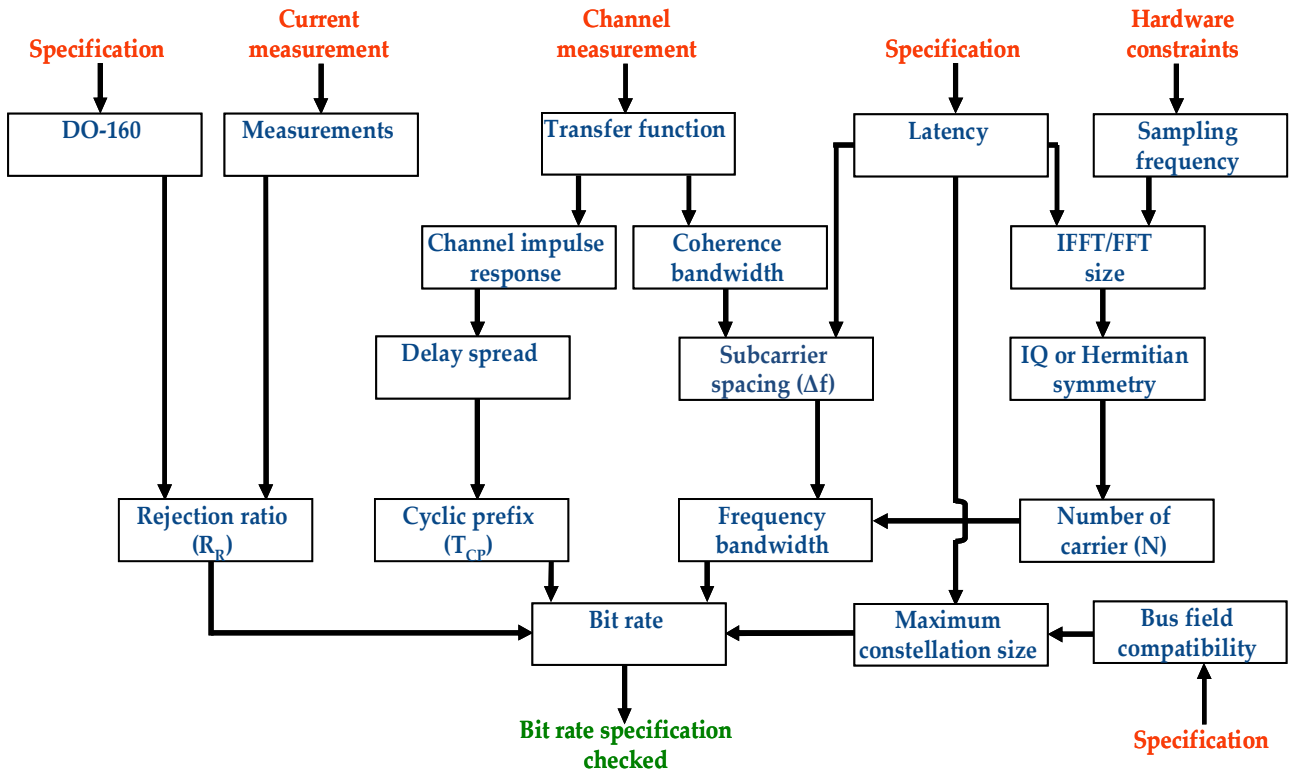 Specification
Current
measurement
Channel
measurement
Specification
Hardware
constraints
DO-160
Measurements
Transfer function
Latency
Sampling
frequency
Channel impulse
response
Coherence
bandwidth
IFFT/FFT
size
Delay spread
Subcarrier
spacing (Δf)
IQ or Hermitian
symmetry
Rejection ratio
(R_R)
Cyclic prefix
(T_CP)
Frequency
bandwidth
Number of
carrier (N)
Bit rate
Maximum
constellation size
Bus field
compatibility
Bit rate specification
checked
Specification